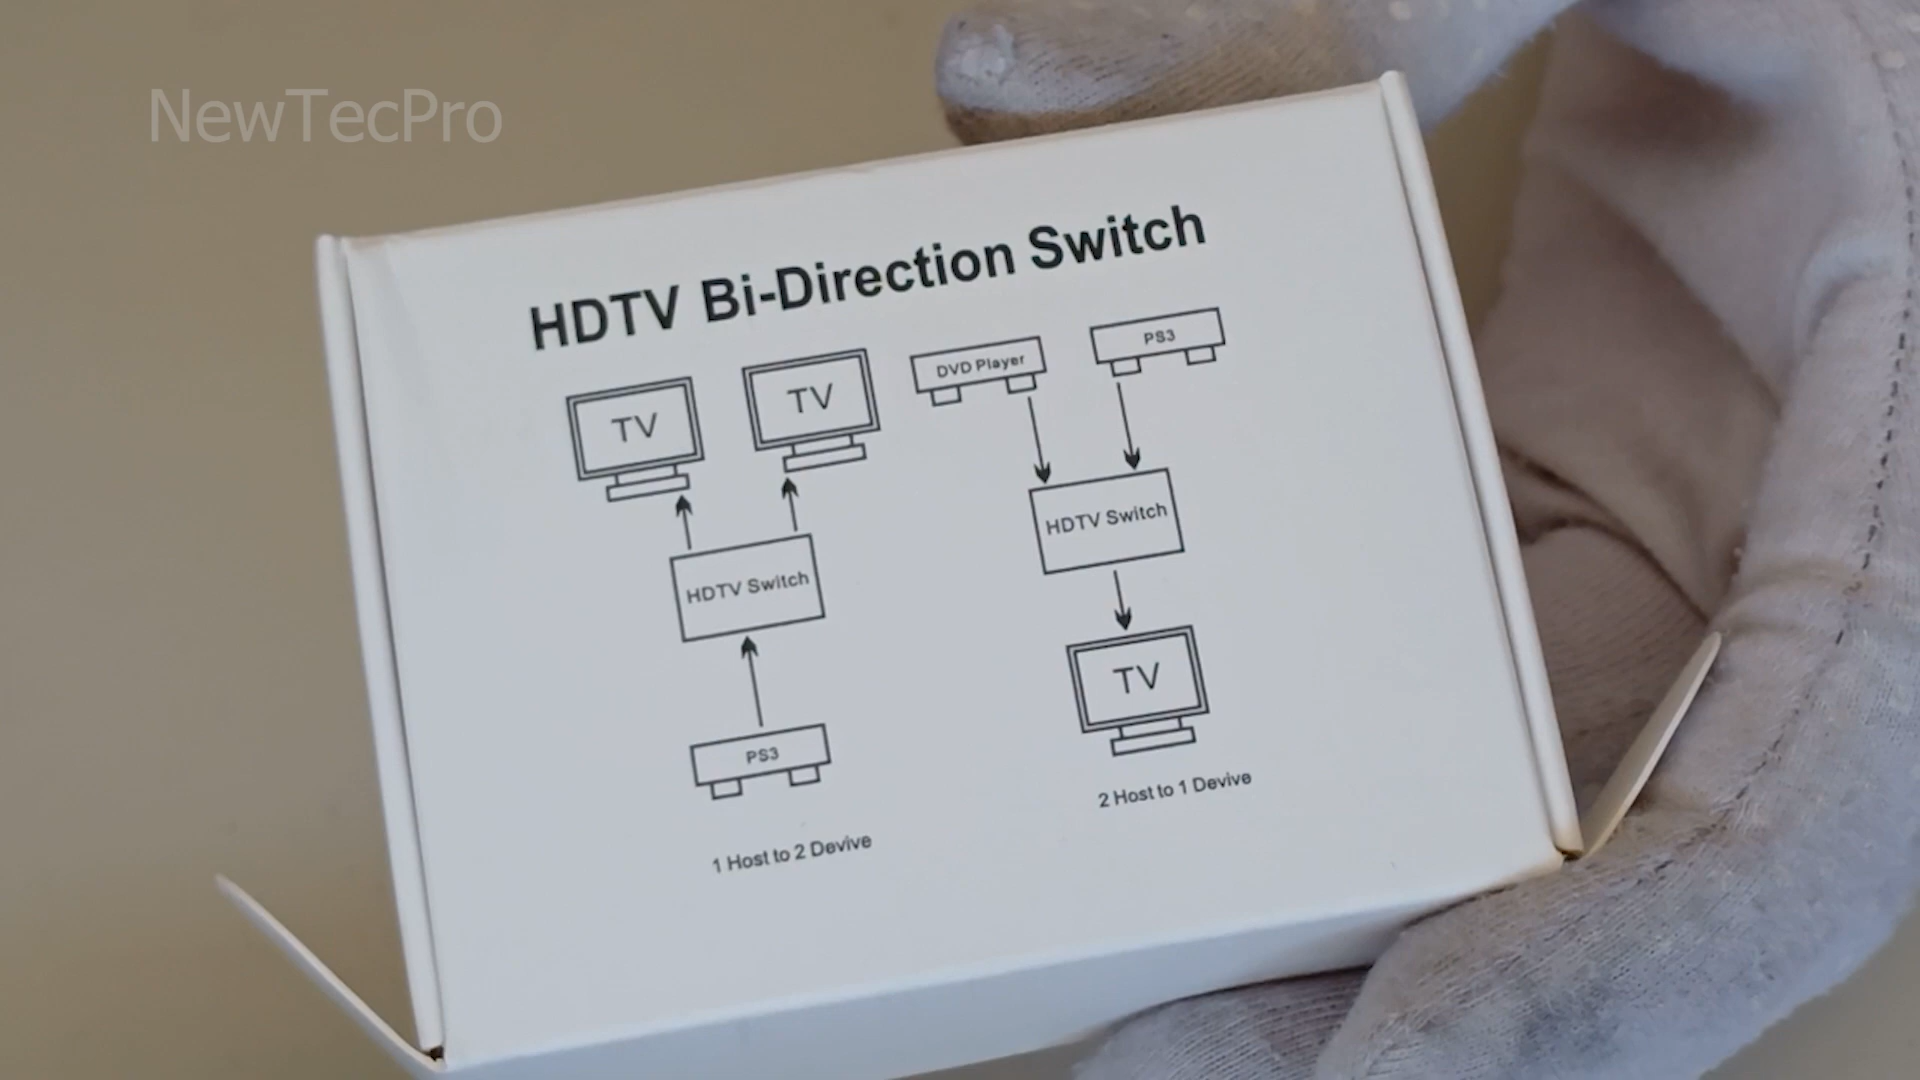 NewTecPro
HDTV Bi-Direction Switch
TV
TV
HDTV Switch
PS3
1 Host to 2 Devive
DVD Player
PS3
HDTV Switch
TV
2 Host to 1 Devive